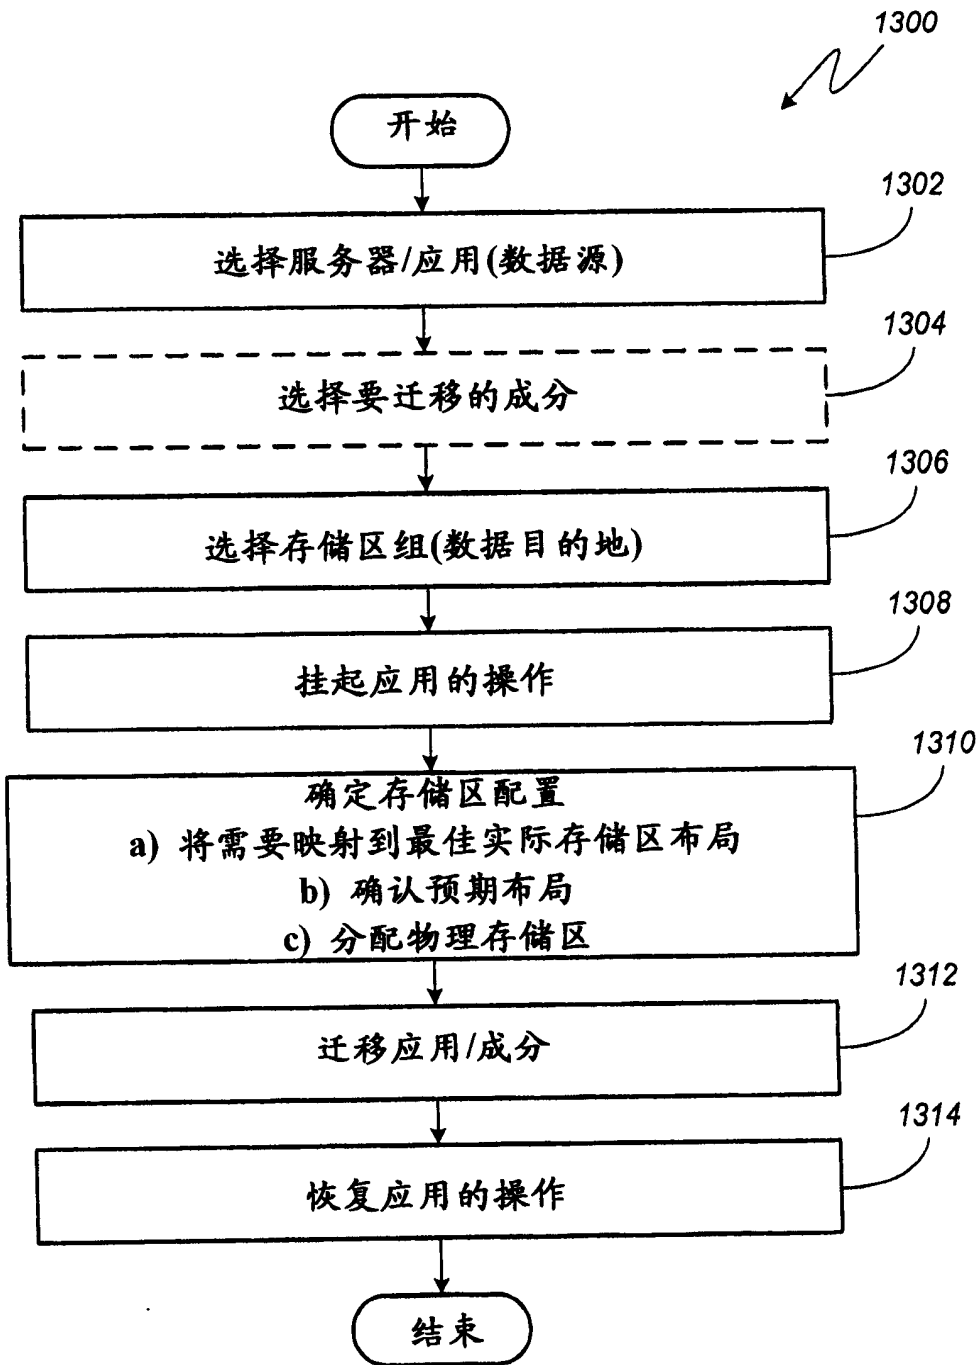 1300
开始
1302
选择服务器/应用(数据源)
1304
选择要迁移的成分
1306
选择存储区组(数据目的地)
1308
挂起应用的操作
1310
确定存储区配置
a) 将需要映射到最佳实际存储区布局
b) 确认预期布局
c) 分配物理存储区
1312
迁移应用/成分
1314
恢复应用的操作
结束